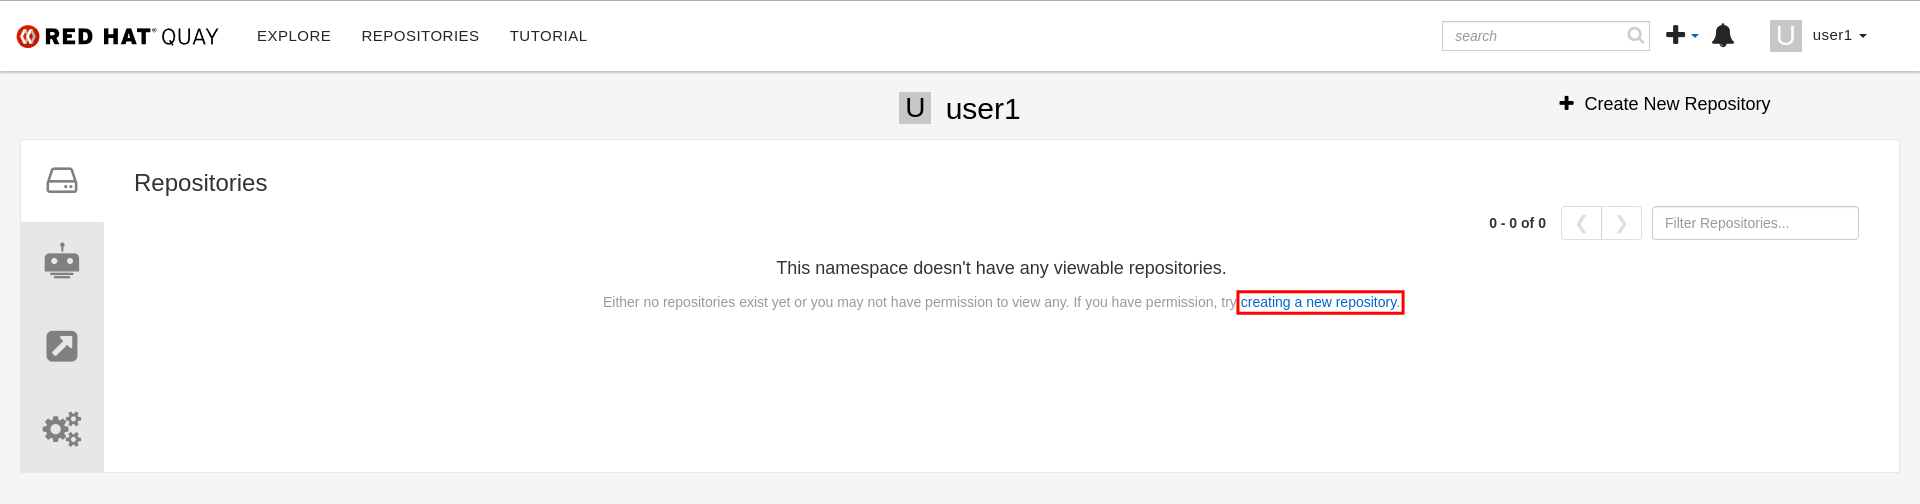 RED HAT® QUAY EXPLORE REPOSITORIES TUTORIAL search U user1
U user1 Create New Repository
Repositories
0 - 0 of 0 Filter Repositories...
This namespace doesn't have any viewable repositories.
Either no repositories exist yet or you may not have permission to view any. If you have permission, try creating a new repository.